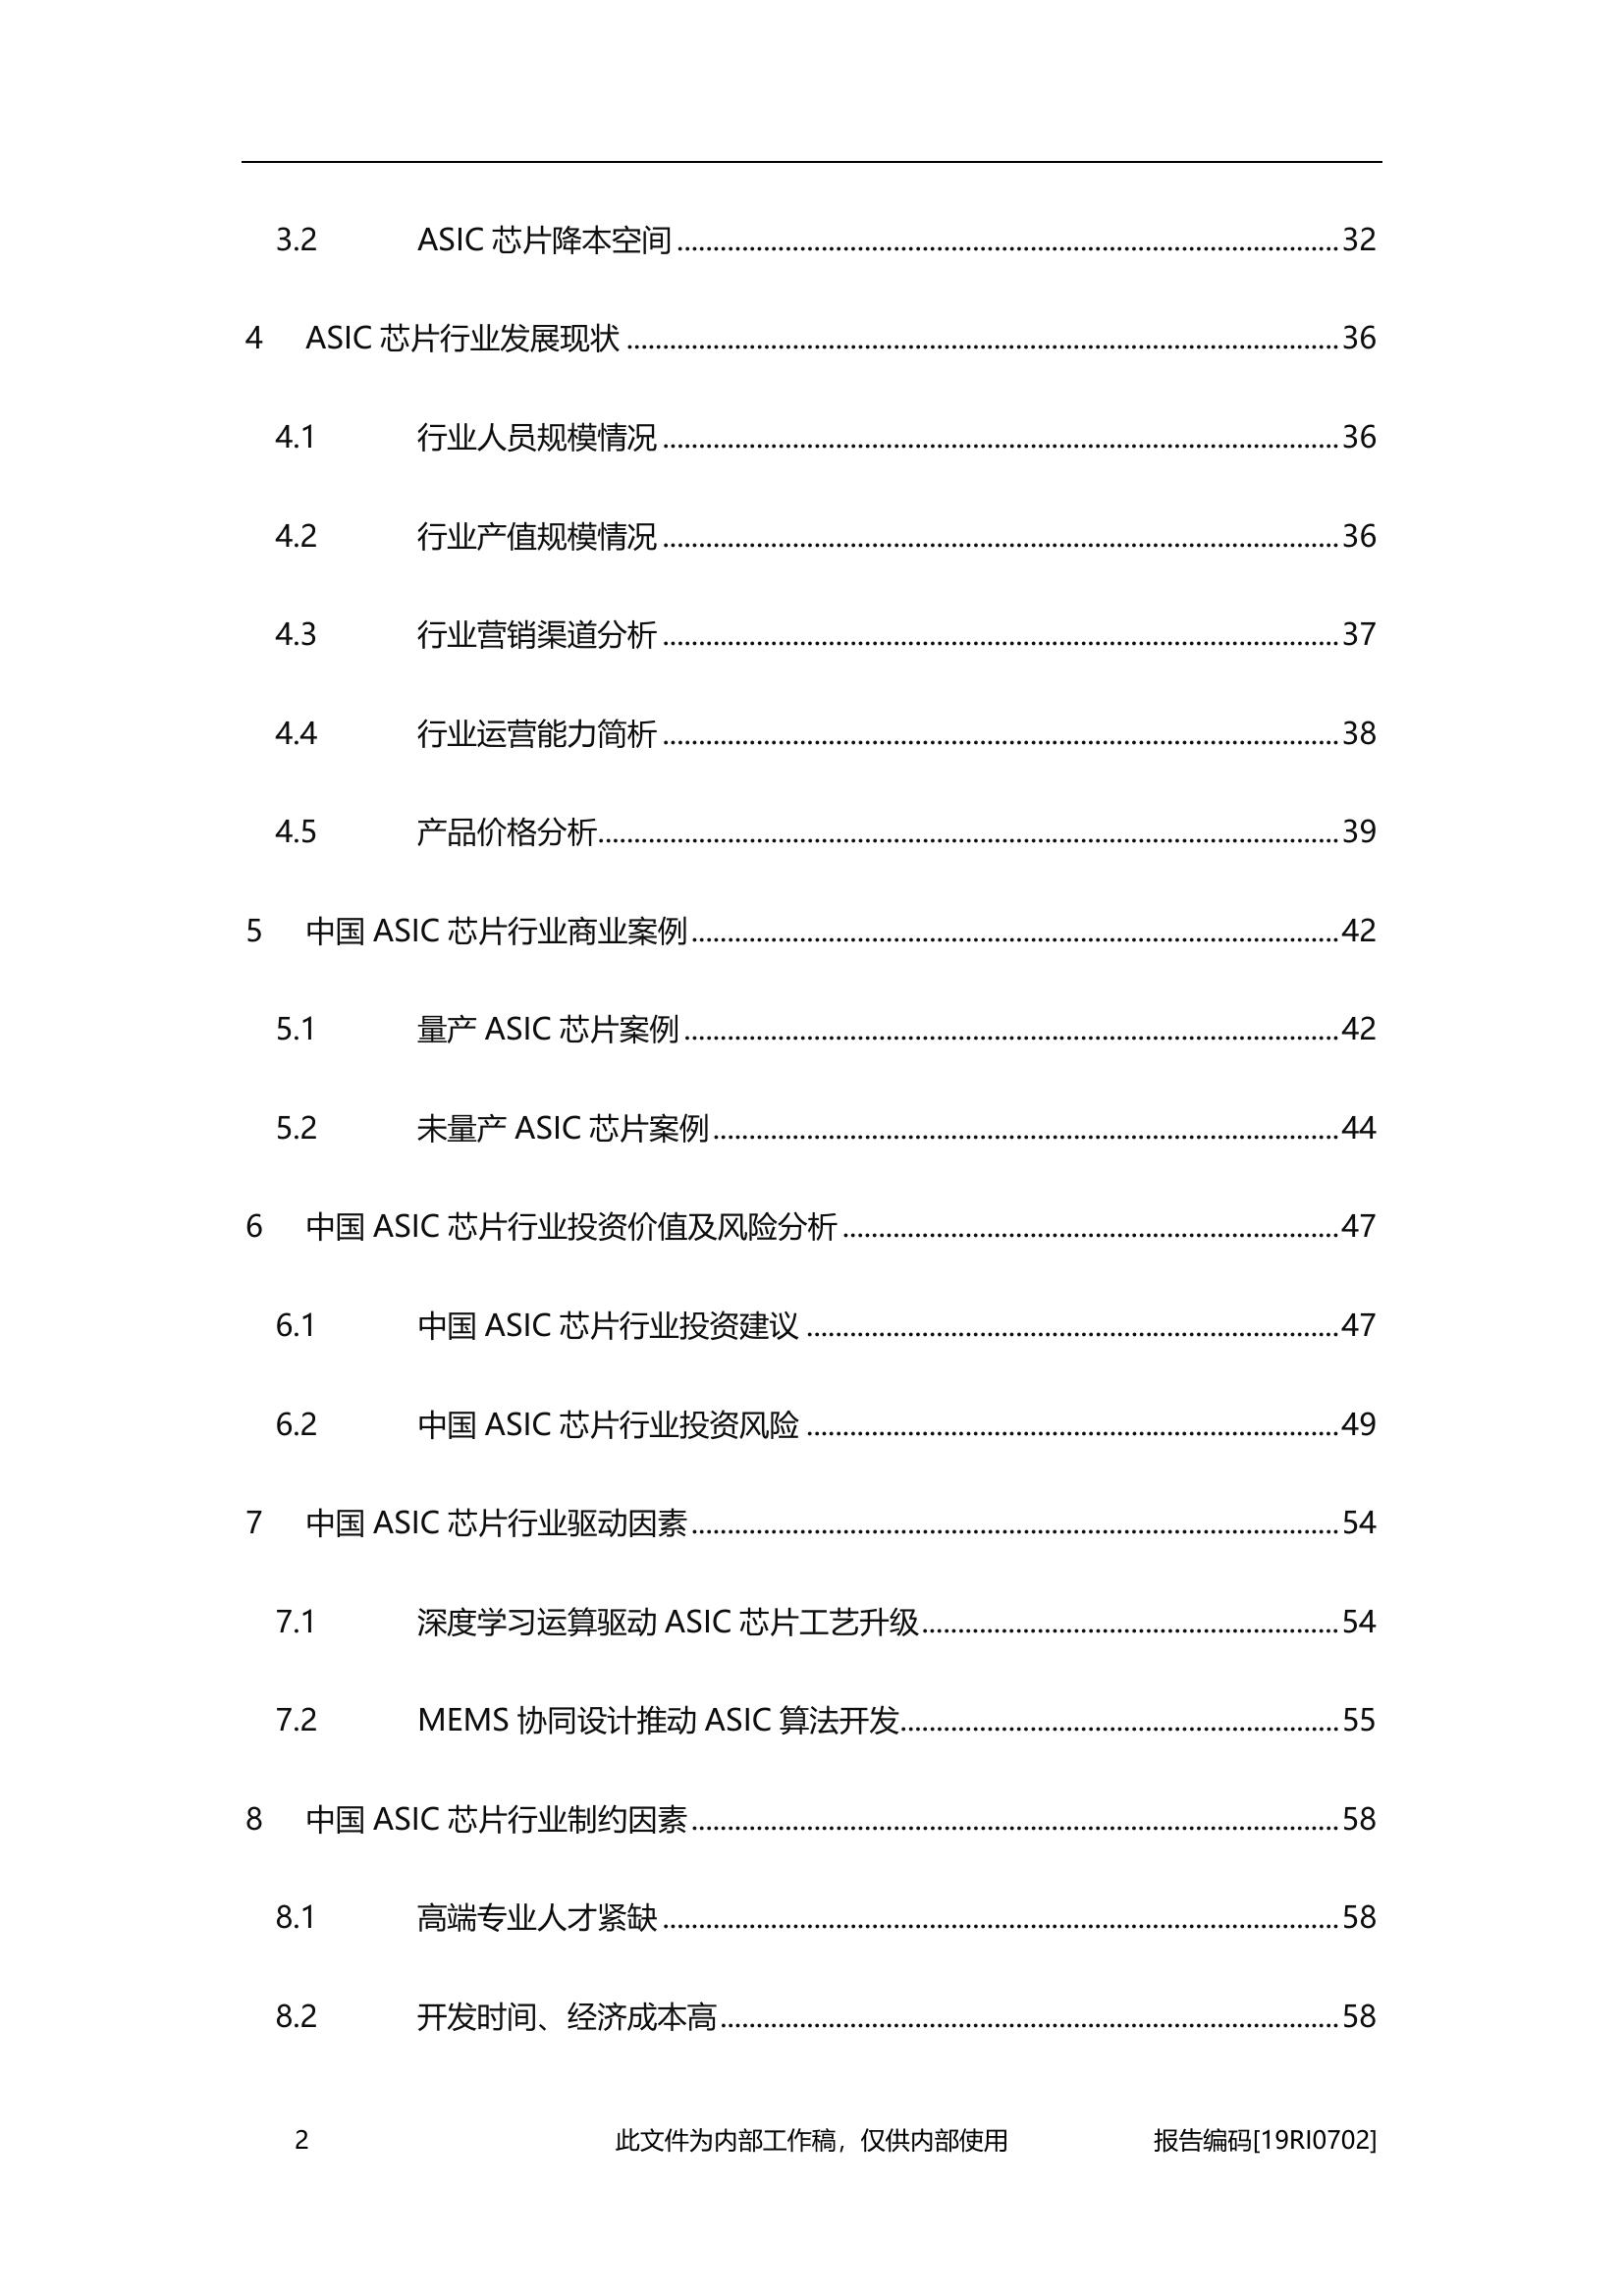 3.2 ASIC 芯片降本空间 ........ 32
4 ASIC 芯片行业发展现状 ........ 36
4.1 行业人员规模情况 ........ 36
4.2 行业产值规模情况 ........ 36
4.3 行业营销渠道分析 ........ 37
4.4 行业运营能力简析 ........ 38
4.5 产品价格分析 ........ 39
5 中国 ASIC 芯片行业商业案例 ........ 42
5.1 量产 ASIC 芯片案例 ........ 42
5.2 未量产 ASIC 芯片案例 ........ 44
6 中国 ASIC 芯片行业投资价值及风险分析 ........ 47
6.1 中国 ASIC 芯片行业投资建议 ........ 47
6.2 中国 ASIC 芯片行业投资风险 ........ 49
7 中国 ASIC 芯片行业驱动因素 ........ 54
7.1 深度学习运算驱动 ASIC 芯片工艺升级 ........ 54
7.2 MEMS 协同设计推动 ASIC 算法开发 ........ 55
8 中国 ASIC 芯片行业制约因素 ........ 58
8.1 高端专业人才紧缺 ........ 58
8.2 开发时间、经济成本高 ........ 58
2 此文件为内部工作稿，仅供内部使用 报告编码[19RI0702]